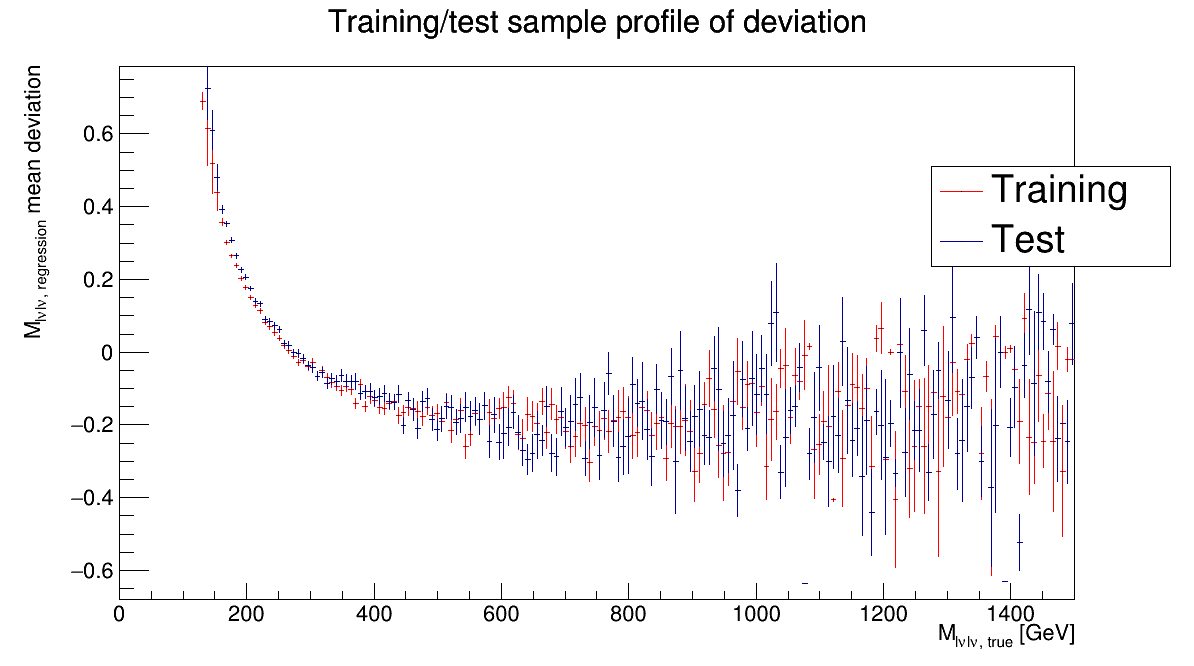 Training/test sample profile of deviation
M_lνlν, regression mean deviation
0.6
0.4
0.2
0
−0.2
−0.4
−0.6
Training
Test
0 200 400 600 800 1000 1200 1400
M_lνlν, true [GeV]